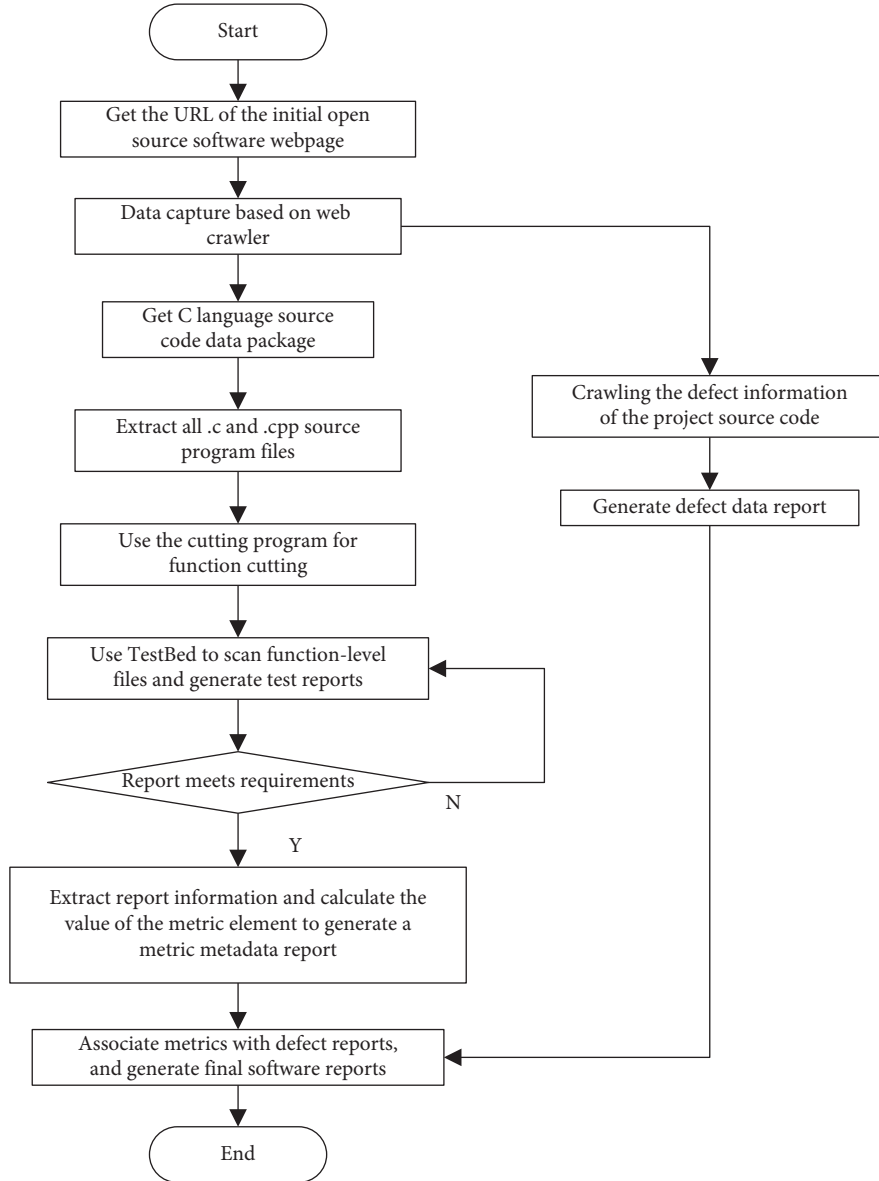 Start
Get the URL of the initial open
source software webpage
Data capture based on web
crawler
Get C language source
code data package
Crawling the defect information
of the project source code
Extract all .c and .cpp source
program files
Generate defect data report
Use the cutting program for
function cutting
Use TestBed to scan function-level
files and generate test reports
Report meets requirements
N
Y
Extract report information and calculate the
value of the metric element to generate a
metric metadata report
Associate metrics with defect reports,
and generate final software reports
End